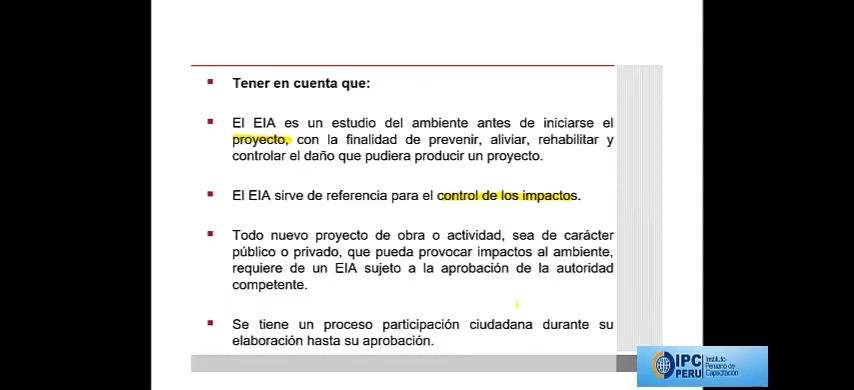 Tener en cuenta que:
El EIA es un estudio del ambiente antes de iniciarse el
proyecto, con la finalidad de prevenir, aliviar, rehabilitar y
controlar el daño que pudiera producir un proyecto.
El EIA sirve de referencia para el control de los impactos.
Todo nuevo proyecto de obra o actividad, sea de carácter
público o privado, que pueda provocar impactos al ambiente,
requiere de un EIA sujeto a la aprobación de la autoridad
competente.
Se tiene un proceso participación ciudadana durante su
elaboración hasta su aprobación.
IPC
PERU
Instituto
Peruano de
Capacitación